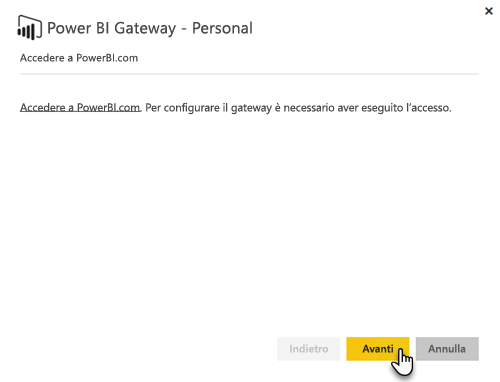 Power BI Gateway - Personal
Accedere a PowerBI.com
Accedere a PowerBI.com. Per configurare il gateway è necessario aver eseguito l'accesso.
Indietro Avanti Annulla